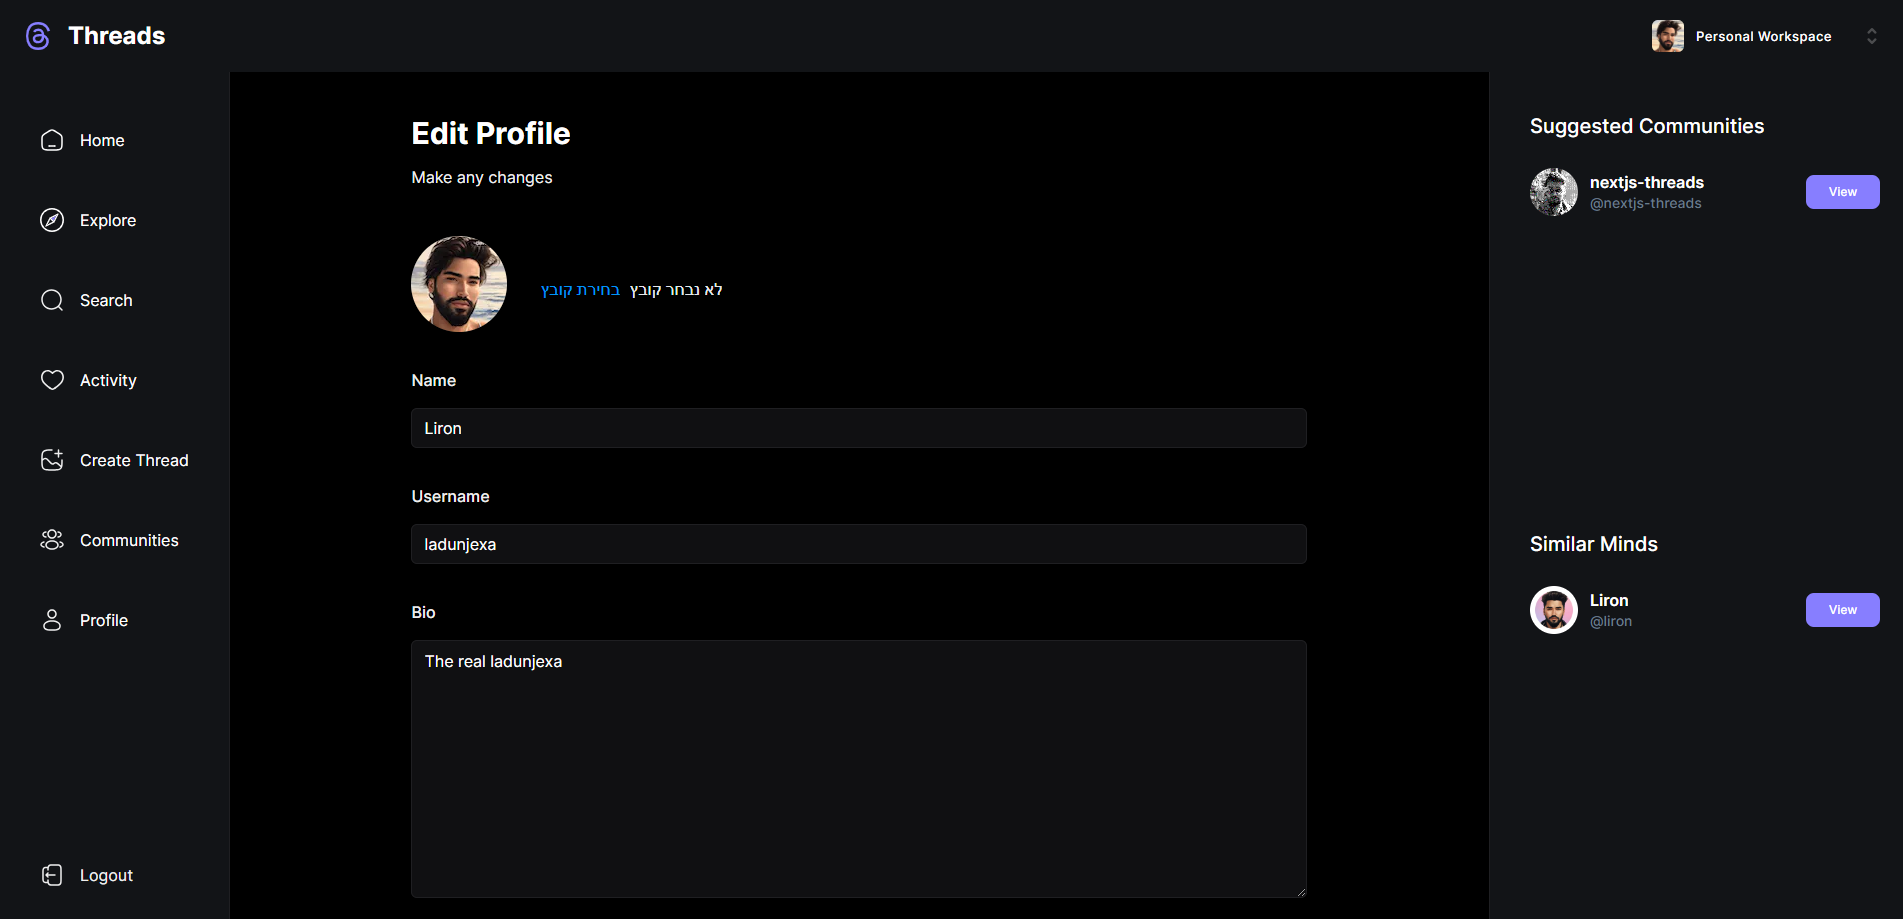 Threads
Personal Workspace
Home
Explore
Search
Activity
Create Thread
Communities
Profile
Logout
Edit Profile
Make any changes
בחירת קובץ לא נבחר קובץ
Name
Liron
Username
ladunjexa
Bio
The real ladunjexa
Suggested Communities
nextjs-threads
@nextjs-threads
View
Similar Minds
Liron
@liron
View